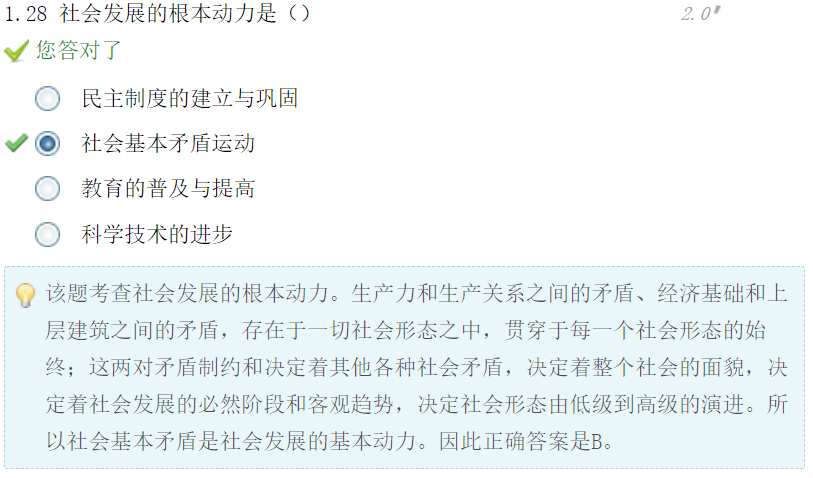 1.28 社会发展的根本动力是（）
2.0'
您答对了
民主制度的建立与巩固
社会基本矛盾运动
教育的普及与提高
科学技术的进步
该题考查社会发展的根本动力。生产力和生产关系之间的矛盾、经济基础和上
层建筑之间的矛盾，存在于一切社会形态之中，贯穿于每一个社会形态的始
终；这两对矛盾制约和决定着其他各种社会矛盾，决定着整个社会的面貌，决
定着社会发展的必然阶段和客观趋势，决定社会形态由低级到高级的演进。所
以社会基本矛盾是社会发展的基本动力。因此正确答案是B。